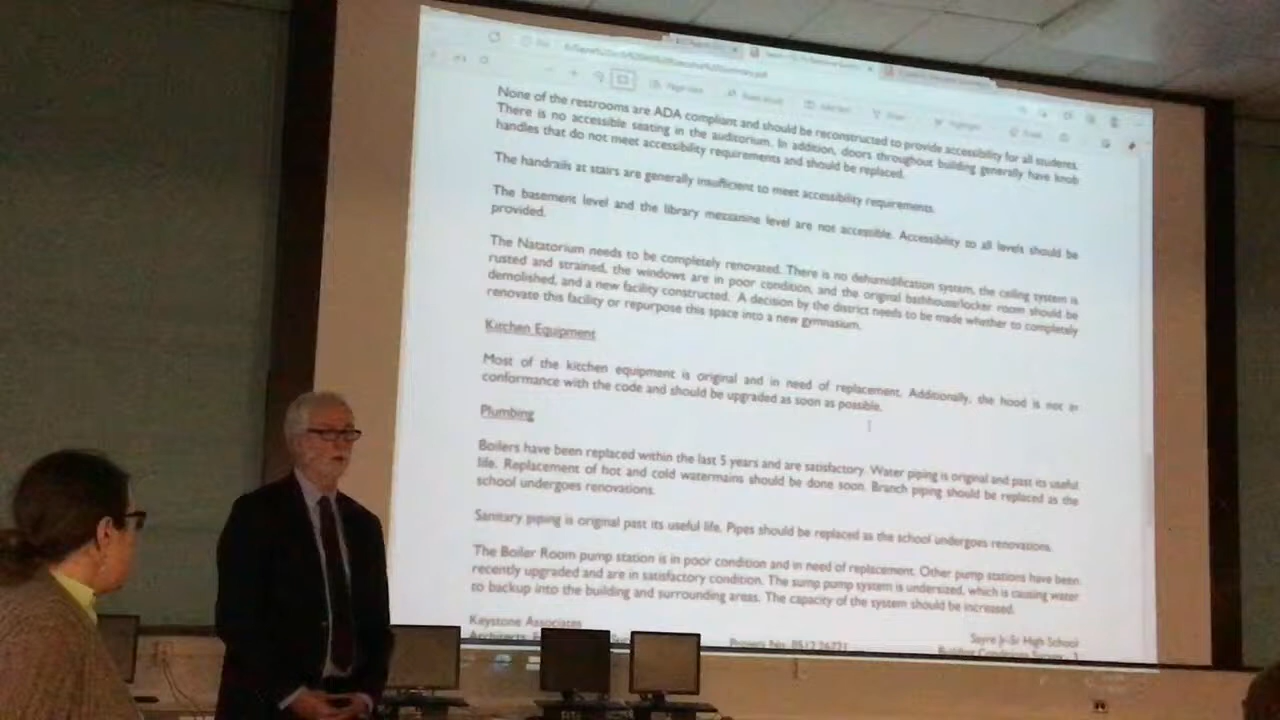 None of the restrooms are ADA compliant and should be reconstructed to provide accessibility for all students.
There is no accessible seating in the auditorium. In addition, doors throughout building generally have knob
handles that do not meet accessibility requirements and should be replaced.
The handrails at stairs are generally insufficient to meet accessibility requirements.
The basement level and the library messanine level are not accessible. Accessibility to all levels should be
provided.
The Natatorium needs to be completely renovated. There is no dehumidification system, the ceiling system is
rusted and strained, the windows are in poor condition, and the original bathhouse/locker room should be
demolished, and a new facility constructed. A decision by the district needs to be made whether to completely
renovate this facility or repurpose this space into a new gymnasium.
Kitchen Equipment
Most of the kitchen equipment is original and in need of replacement. Additionally, the hood is not in
conformance with the code and should be upgraded as soon as possible.
Plumbing
Boilers have been replaced within the last 5 years and are satisfactory. Water piping is original and past its useful
life. Replacement of hot and cold watermains should be done soon. Branch piping should be replaced as the
school undergoes renovations.
Sanitary piping is original past its useful life. Pipes should be replaced as the school undergoes renovations.
The Boiler Room pump station is in poor condition and in need of replacement. Other pump stations have been
recently upgraded and are in satisfactory condition. The sump pump system is undersized, which is causing water
to backup into the building and surrounding areas. The capacity of the system should be increased.
Keystone Associates
Sayre Jr-Sr High School